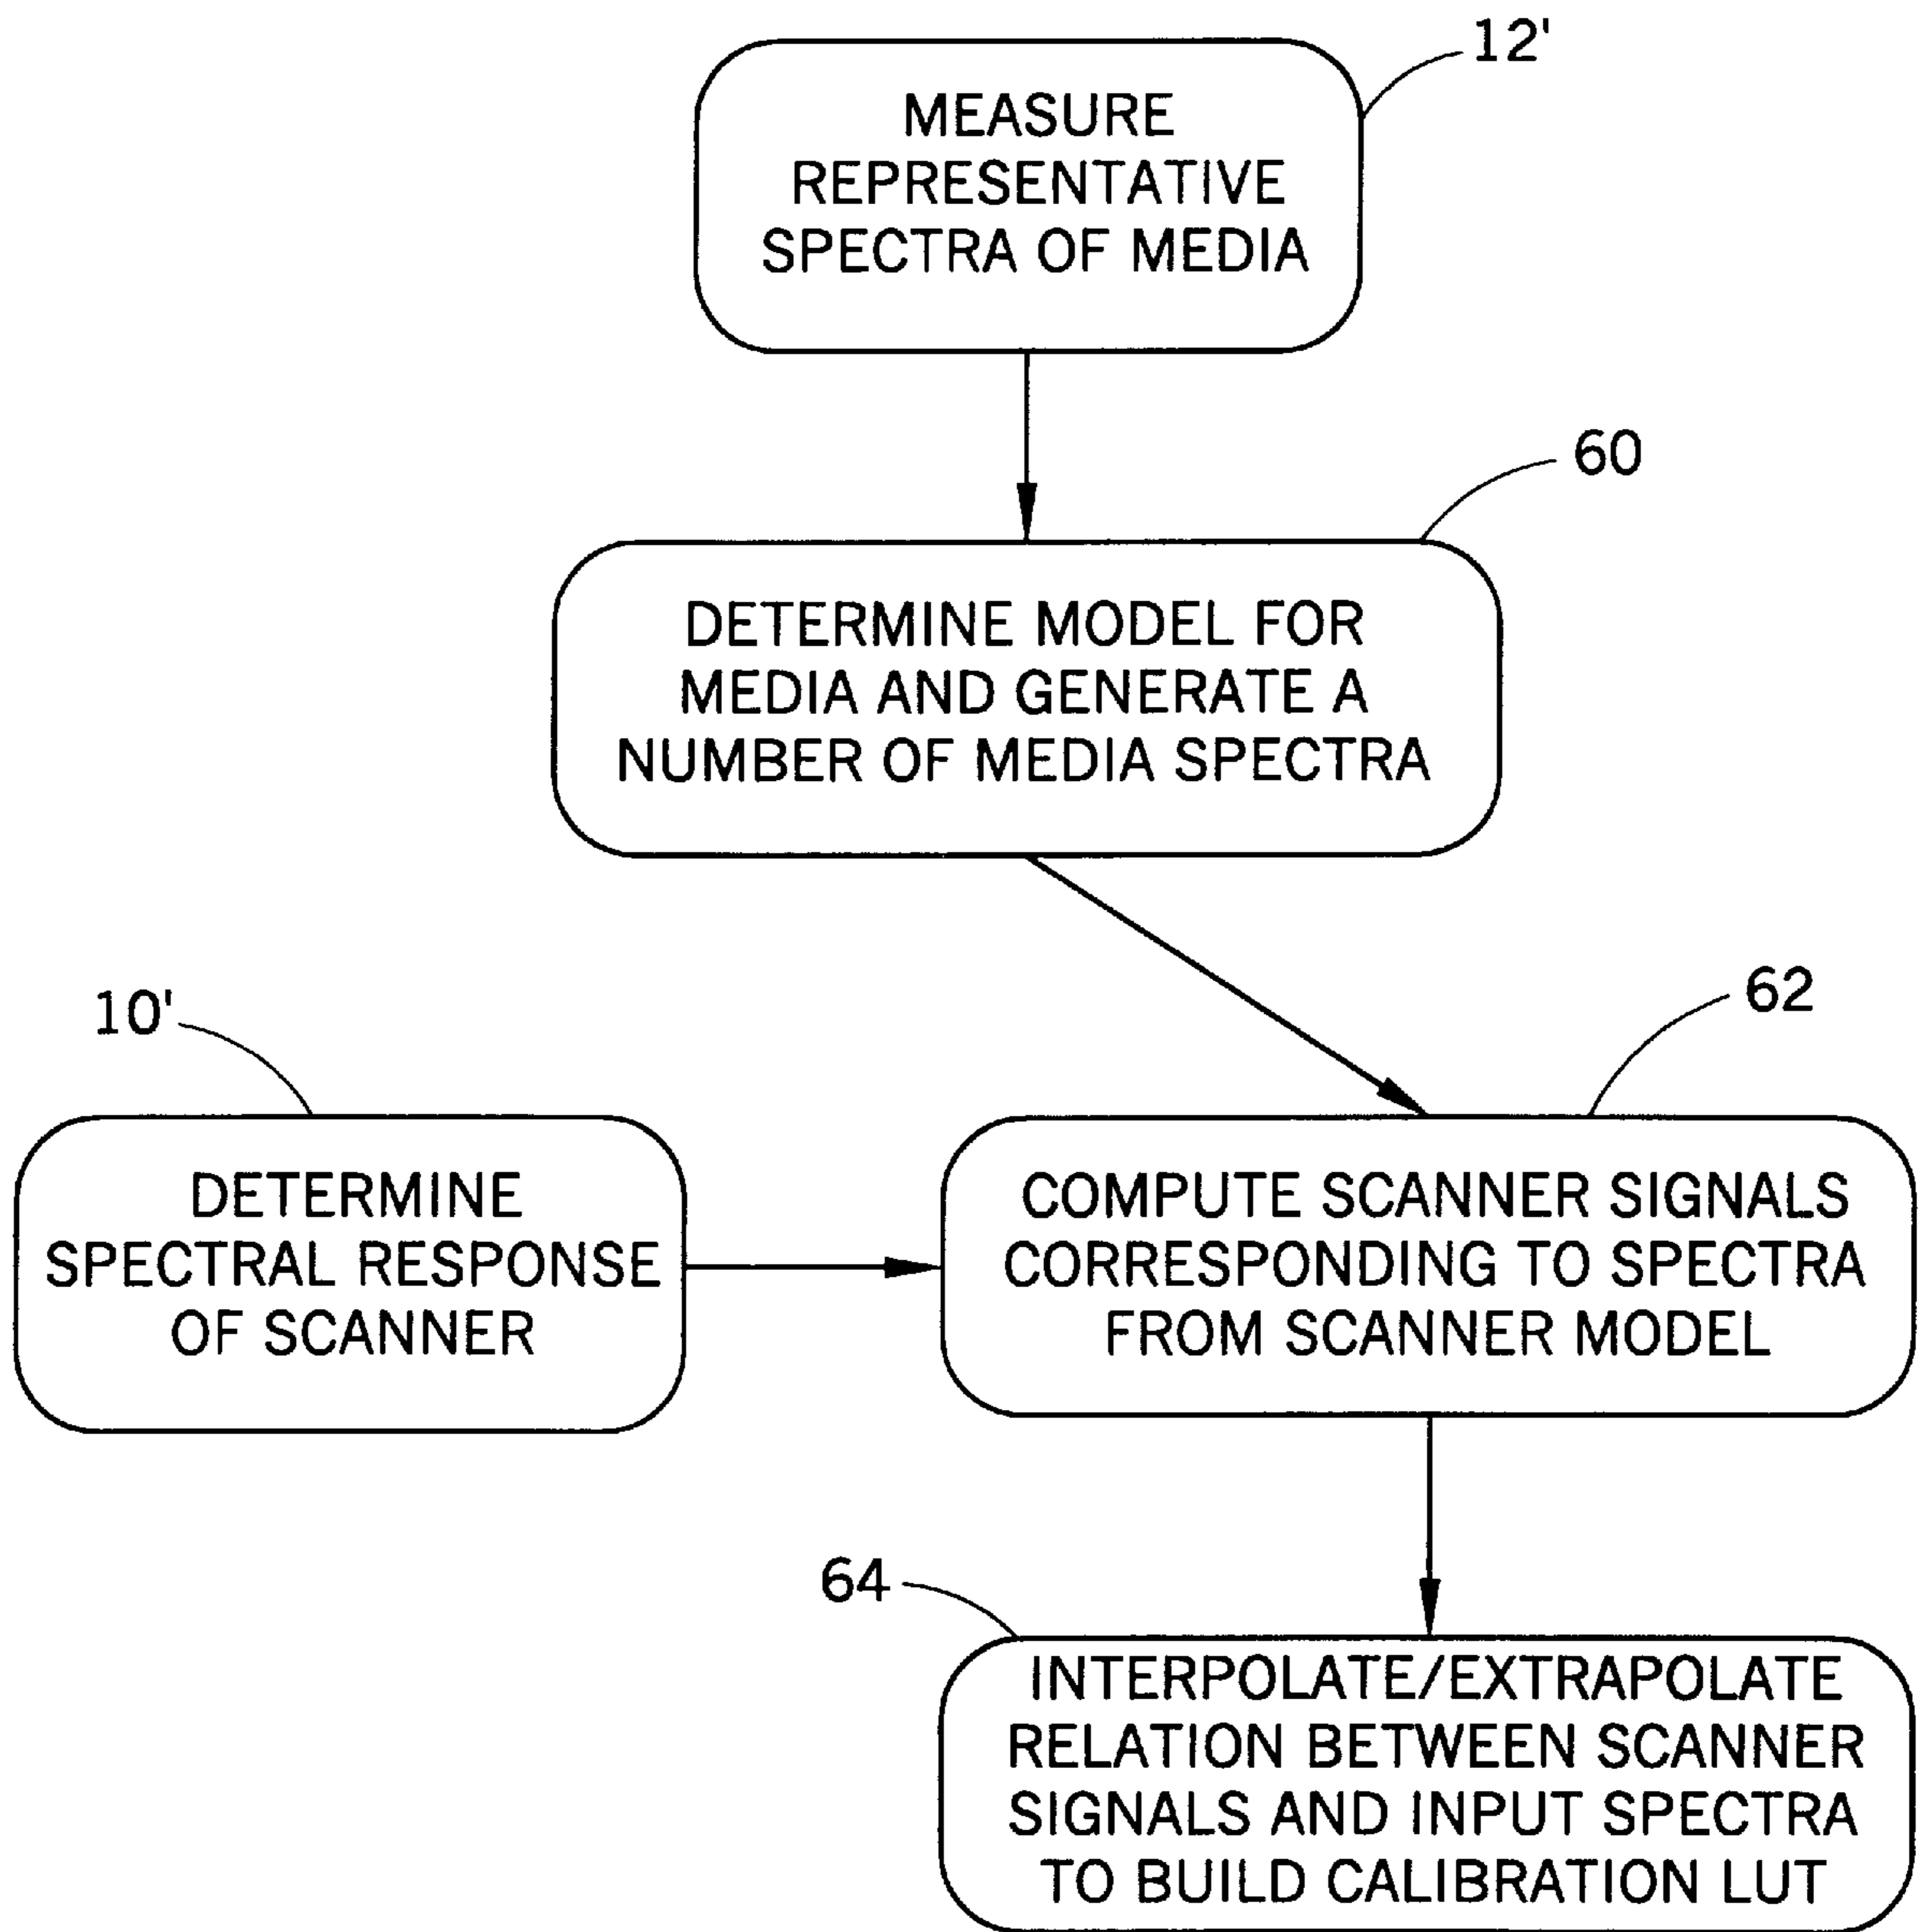 12'
MEASURE
REPRESENTATIVE
SPECTRA OF MEDIA
60
DETERMINE MODEL FOR
MEDIA AND GENERATE A
NUMBER OF MEDIA SPECTRA
10'
DETERMINE
SPECTRAL RESPONSE
OF SCANNER
62
COMPUTE SCANNER SIGNALS
CORRESPONDING TO SPECTRA
FROM SCANNER MODEL
64
INTERPOLATE/EXTRAPOLATE
RELATION BETWEEN SCANNER
SIGNALS AND INPUT SPECTRA
TO BUILD CALIBRATION LUT